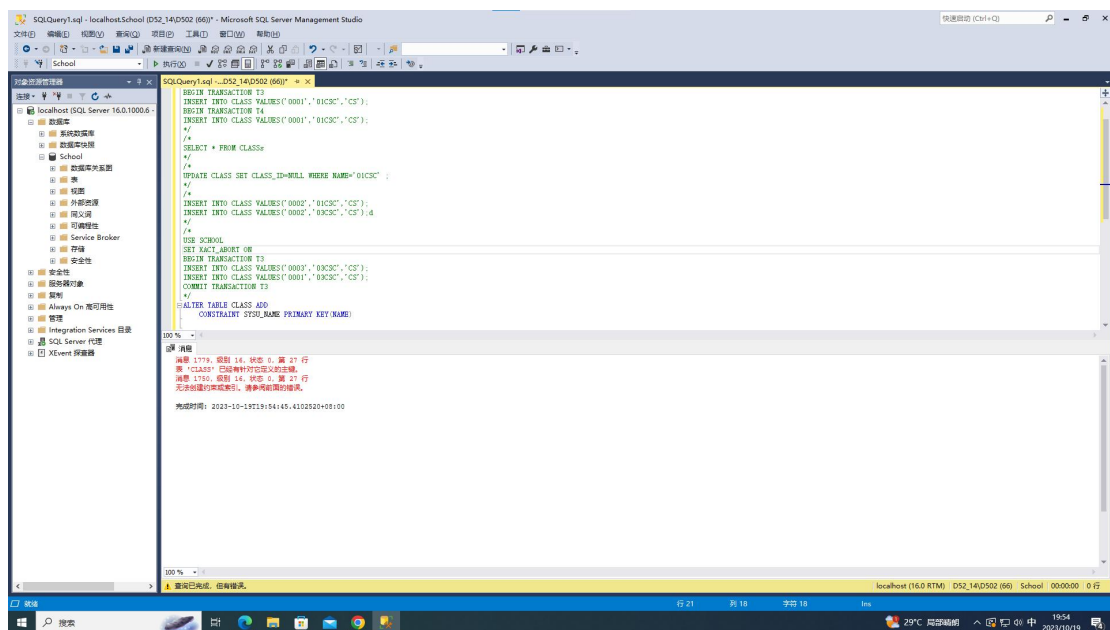 SQLQuery1.sql - localhost.School (D52_14\D502 (66))* - Microsoft SQL Server Management Studio
快速启动 (Ctrl+Q)
文件(F) 编辑(E) 视图(V) 查询(Q) 项目(P) 工具(T) 窗口(W) 帮助(H)
新建查询(N)
School
执行(X)
对象资源管理器
SQLQuery1.sql -...D52_14\D502 (66))*
连接
localhost (SQL Server 16.0.1000.6 -
数据库
系统数据库
数据库快照
School
数据库关系图
表
视图
外部资源
同义词
可编程性
Service Broker
存储
安全性
安全性
服务器对象
复制
Always On 高可用性
管理
Integration Services 目录
SQL Server 代理
XEvent 探查器
BEGIN TRANSACTION T3
INSERT INTO CLASS VALUES('0001','01CSC','CS');
BEGIN TRANSACTION T4
INSERT INTO CLASS VALUES('0001','01CSC','CS');
*/
/*
SELECT * FROM CLASSs
*/
/*
UPDATE CLASS SET CLASS_ID=NULL WHERE NAME='01CSC' ;
*/
/*
INSERT INTO CLASS VALUES('0002','01CSC','CS');
INSERT INTO CLASS VALUES('0002','03CSC','CS');d
*/
/*
USE SCHOOL
SET XACT_ABORT ON
BEGIN TRANSACTION T3
INSERT INTO CLASS VALUES('0003','03CSC','CS');
INSERT INTO CLASS VALUES('0001','03CSC','CS');
COMMIT TRANSACTION T3
*/
ALTER TABLE CLASS ADD
CONSTRAINT SYSU_NAME PRIMARY KEY(NAME)
100 %
消息
消息 1779，级别 16，状态 0，第 27 行
表 'CLASS' 已经有针对它定义的主键。
消息 1750，级别 16，状态 0，第 27 行
无法创建约束或索引。请参阅前面的错误。
完成时间: 2023-10-19T19:54:45.4102520+08:00
100 %
查询已完成，但有错误。
localhost (16.0 RTM) D52_14\D502 (66) School 00:00:00 0 行
就绪
行 21 列 18 字符 18 Ins
搜索
29°C 局部晴朗
中
19:54
2023/10/19